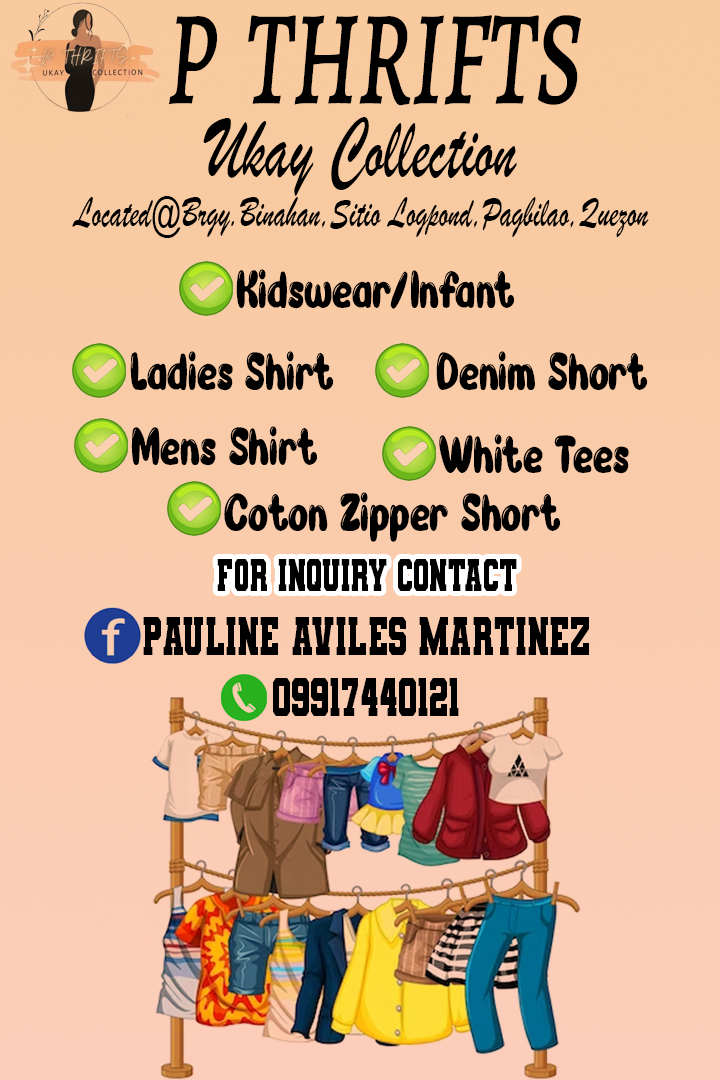 P THRIFTS
UKAY COLLECTION
P THRIFTS
Ukay Collection
Located@Brgy.Binahan, Sitio Logpond, Pagbilao, Quezon
Kidswear/Infant
Ladies Shirt
Denim Short
Mens Shirt
White Tees
Coton Zipper Short
FOR INQUIRY CONTACT
f PAULINE AVILES MARTINEZ
09917440121